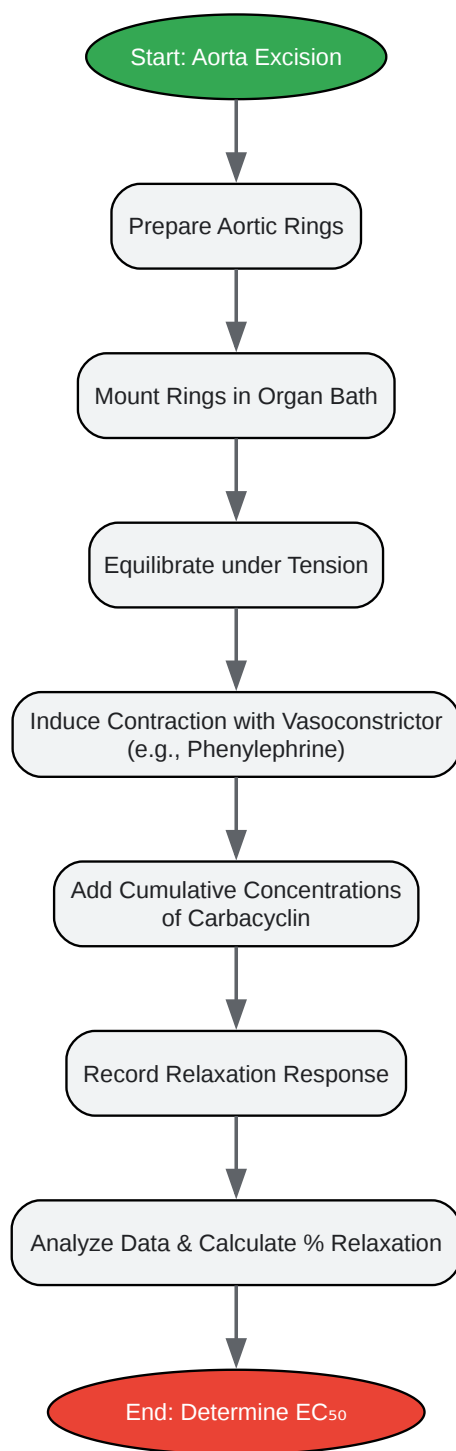 Start: Aorta Excision
Prepare Aortic Rings
Mount Rings in Organ Bath
Equilibrate under Tension
Induce Contraction with Vasoconstrictor
(e.g., Phenylephrine)
Add Cumulative Concentrations
of Carbacyclin
Record Relaxation Response
Analyze Data & Calculate % Relaxation
End: Determine EC₅₀